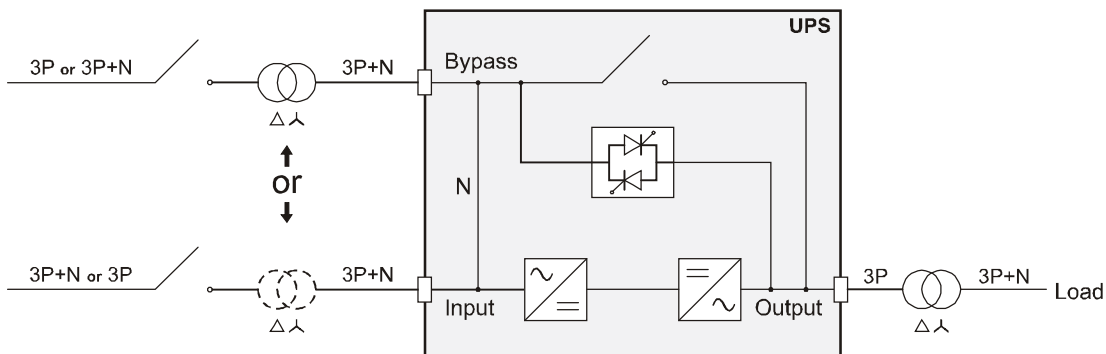 UPS
3P or 3P+N
3P+N
Bypass
or
N
3P+N or 3P
3P+N
Input
Output
3P
3P+N
Load